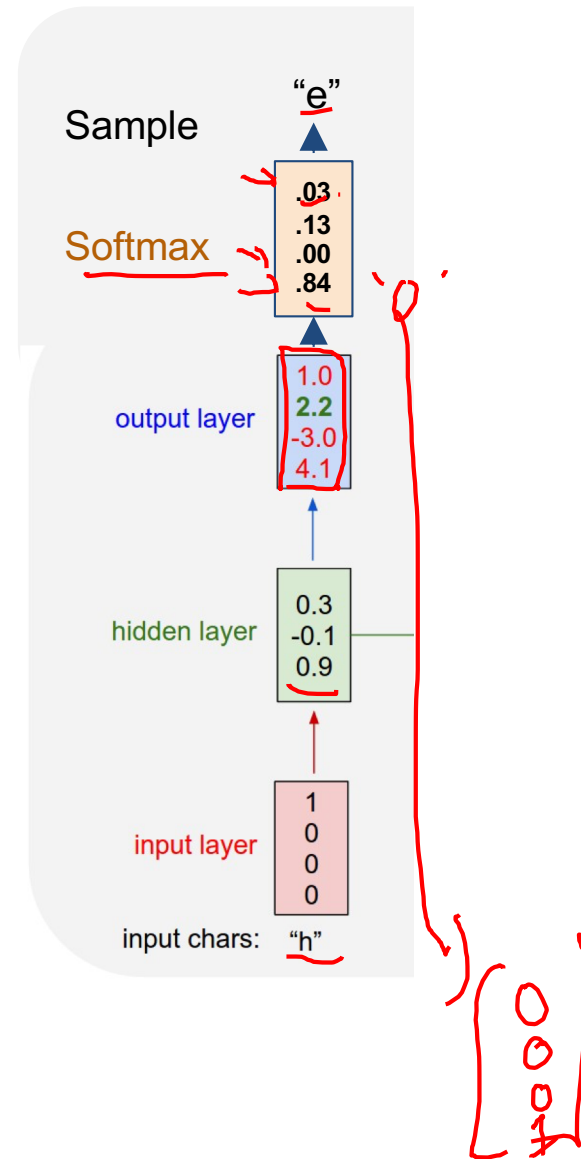 “e”
Sample
.03
.13
Softmax
.00
.84
"o"
1.0
output layer
2.2
-3.0
4.1
0.3
hidden layer
-0.1
0.9
1
input layer
0
0
0
input chars: “h”
0
0
0
1